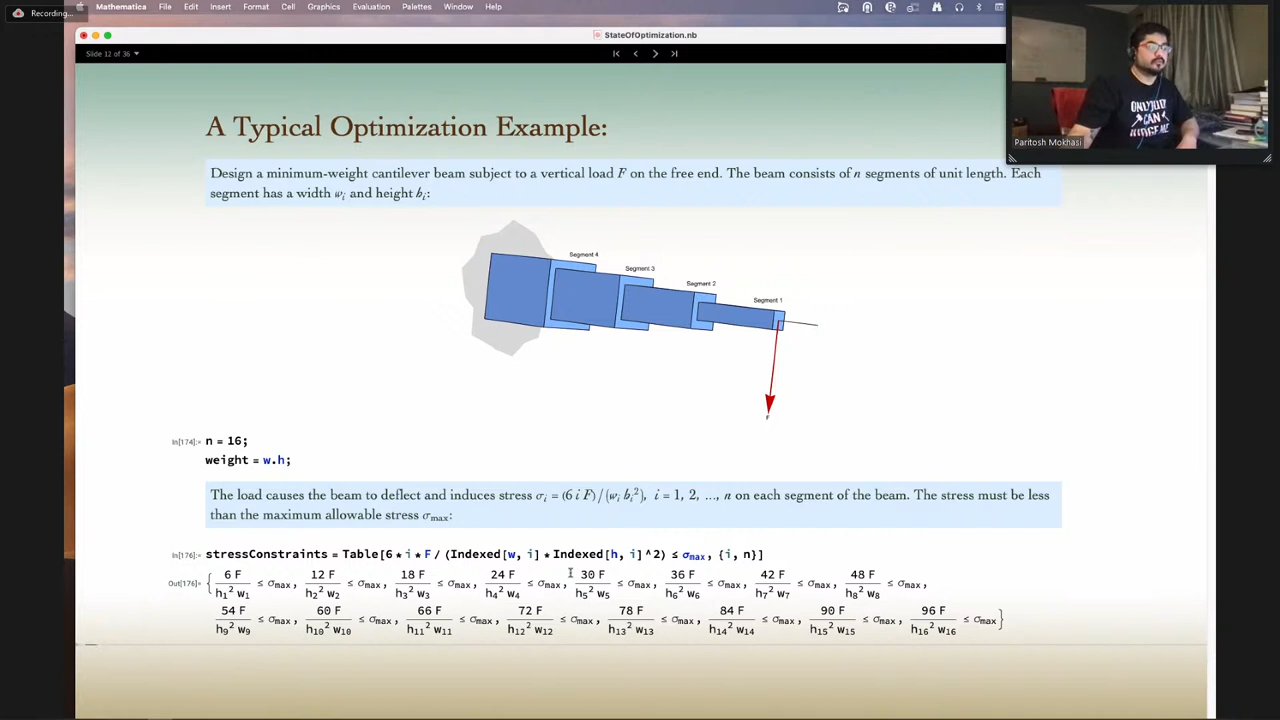 Recording...
Mathematica File Edit Insert Format Cell Graphics Evaluation Palettes Window Help
StateOfOptimization.nb
Slide 12 of 36
ONLY JUDY
CAN
JUDGE ME
Paritosh Mokhasi
A Typical Optimization Example:
Design a minimum-weight cantilever beam subject to a vertical load F on the free end. The beam consists of n segments of unit length. Each
segment has a width wᵢ and height hᵢ:
Segment 4
Segment 3
Segment 2
Segment 1
F
In[174]:= n = 16;
weight = w.h;
The load causes the beam to deflect and induces stress σᵢ = (6 i F)/(wᵢ hᵢ²), i = 1, 2, ..., n on each segment of the beam. The stress must be less
than the maximum allowable stress σmax:
In[176]:= stressConstraints = Table[6*i*F/(Indexed[w, i]*Indexed[h, i]^2) ≤ σmax, {i, n}]
Out[176]= {6 F/(h₁² w₁) ≤ σmax, 12 F/(h₂² w₂) ≤ σmax, 18 F/(h₃² w₃) ≤ σmax, 24 F/(h₄² w₄) ≤ σmax, 30 F/(h₅² w₅) ≤ σmax, 36 F/(h₆² w₆) ≤ σmax, 42 F/(h₇² w₇) ≤ σmax, 48 F/(h₈² w₈) ≤ σmax,
54 F/(h₉² w₉) ≤ σmax, 60 F/(h₁₀² w₁₀) ≤ σmax, 66 F/(h₁₁² w₁₁) ≤ σmax, 72 F/(h₁₂² w₁₂) ≤ σmax, 78 F/(h₁₃² w₁₃) ≤ σmax, 84 F/(h₁₄² w₁₄) ≤ σmax, 90 F/(h₁₅² w₁₅) ≤ σmax, 96 F/(h₁₆² w₁₆) ≤ σmax}